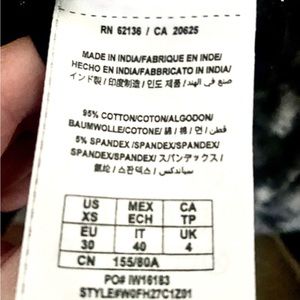 RN 62136 / CA 20625
MADE IN INDIA/FABRIQUE EN INDE/
HECHO EN INDIA/FABBRICATO IN INDIA/
インド製 / 印度制造 / 인도 제품 / صنع في الهند
95% COTTON/COTON/ALGODON/
BAUMWOLLE/COTONE/ 綿 / 棉 / 면 / قطن
5% SPANDEX /SPANDEX/SPANDEX/
SPANDEX/SPANDEX/ スパンデックス /
氨纶 / 스판덱스 / سباندكس
US MEX CA
XS ECH TP
EU IT UK
30 40 4
CN 155/80A
PO# IW16183
STYLE#W0FH27C1Z01